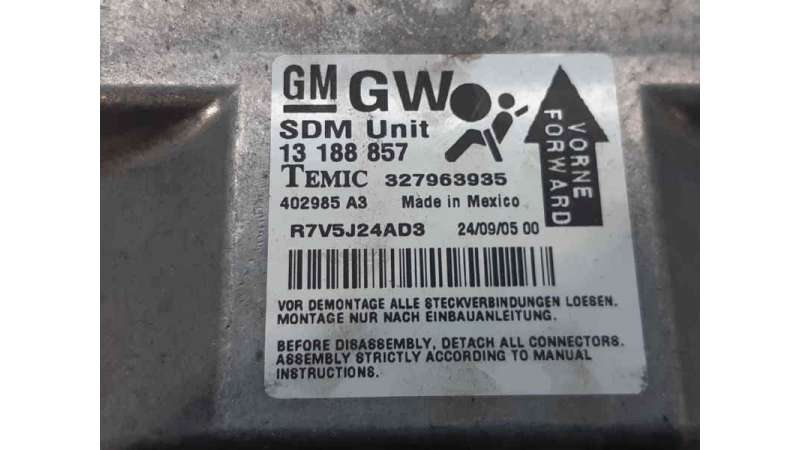 GM GW
SDM Unit
13 188 857
TEMIC 327963935
402985 A3 Made in Mexico
R7V5J24AD3 24/09/05 00
VORNE
FORWARD
VOR DEMONTAGE ALLE STECKVERBINDUNGEN LOESEN.
MONTAGE NUR NACH EINBAUANLEITUNG.
BEFORE DISASSEMBLY, DETACH ALL CONNECTORS.
ASSEMBLY STRICTLY ACCORDING TO MANUAL
INSTRUCTIONS.